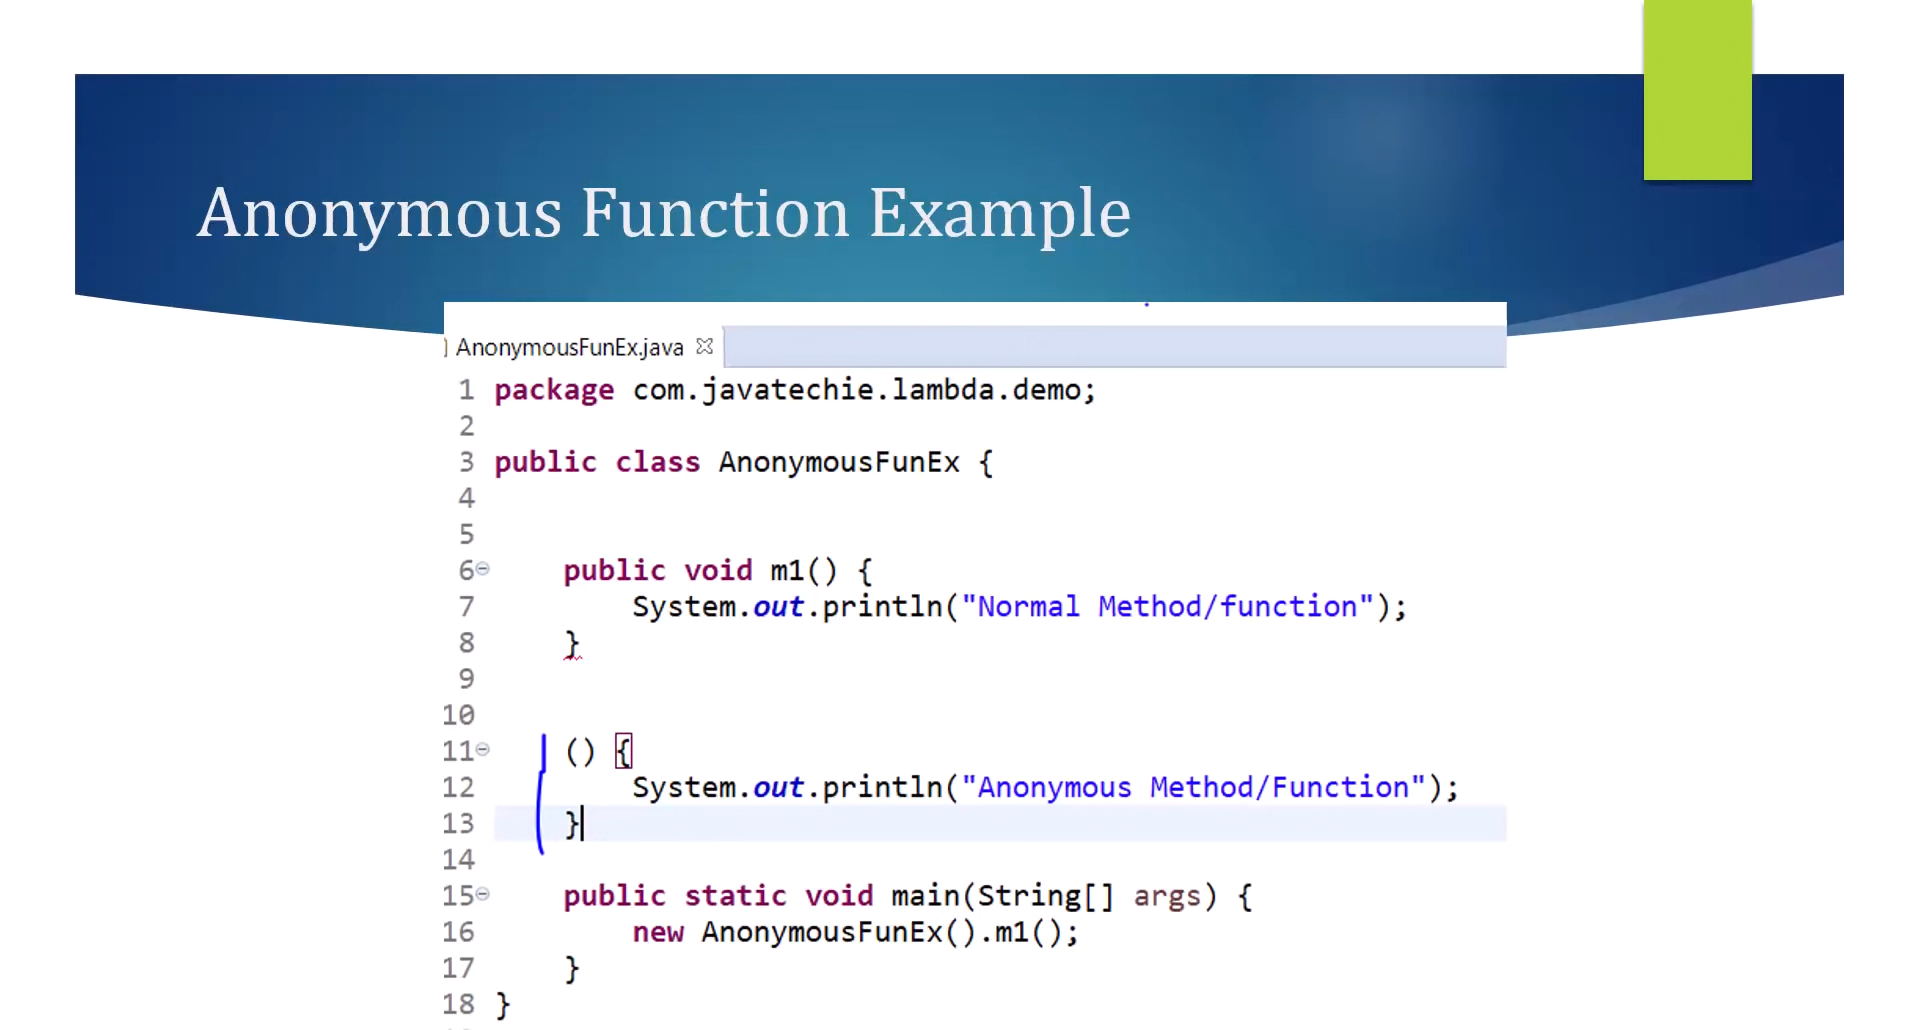 Anonymous Function Example
AnonymousFunEx.java
1 package com.javatechie.lambda.demo;
2
3 public class AnonymousFunEx {
4
5
6 public void m1() {
7 System.out.println("Normal Method/function");
8 }
9
10
11 () {
12 System.out.println("Anonymous Method/Function");
13 }
14
15 public static void main(String[] args) {
16 new AnonymousFunEx().m1();
17 }
18 }